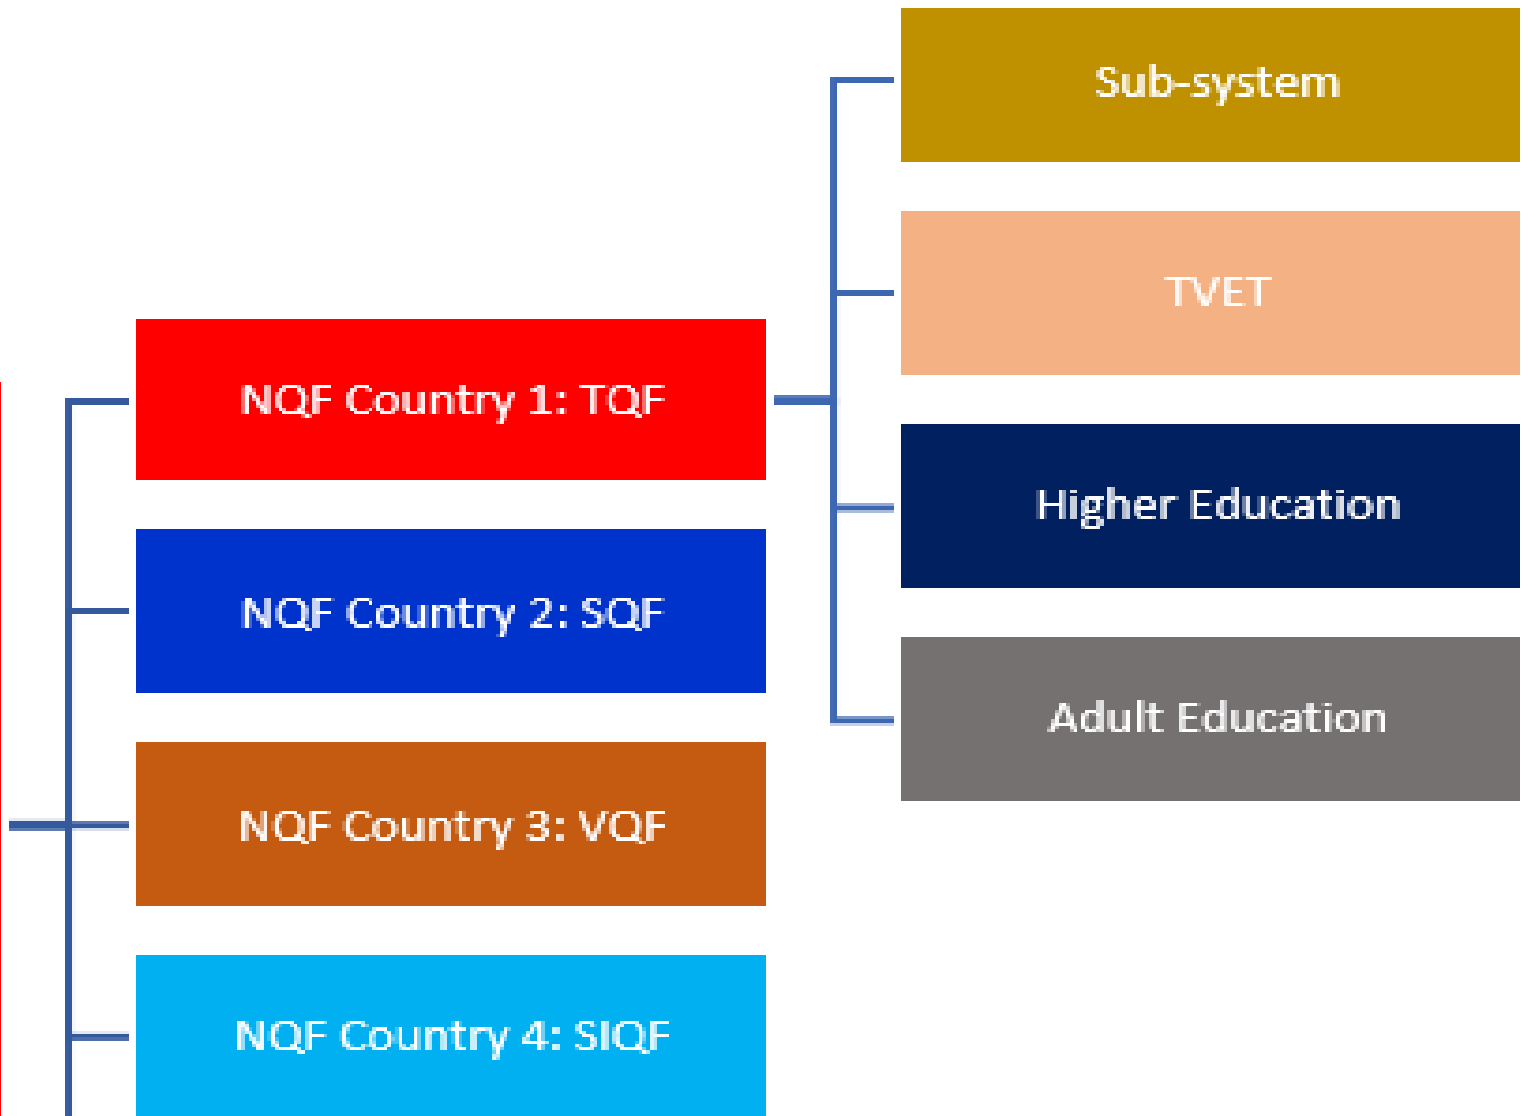 Sub-system
TVET
NQF Country 1: TQF
Higher Education
NQF Country 2: SQF
Adult Education
NQF Country 3: VQF
NQF Country 4: SIQF